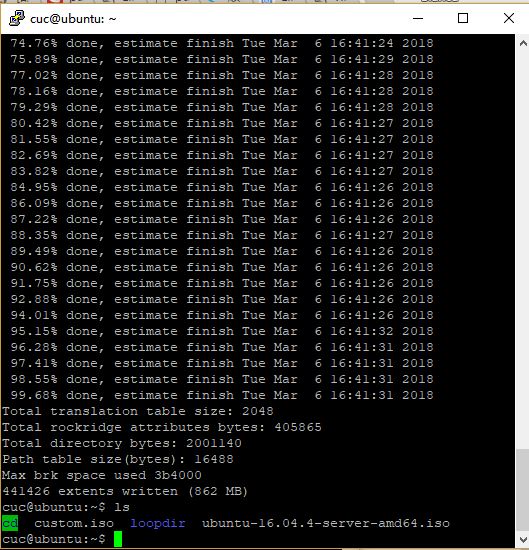 cuc@ubuntu: ~
74.76% done, estimate finish Tue Mar  6 16:41:24 2018
75.89% done, estimate finish Tue Mar  6 16:41:29 2018
77.02% done, estimate finish Tue Mar  6 16:41:28 2018
78.16% done, estimate finish Tue Mar  6 16:41:28 2018
79.29% done, estimate finish Tue Mar  6 16:41:28 2018
80.42% done, estimate finish Tue Mar  6 16:41:27 2018
81.55% done, estimate finish Tue Mar  6 16:41:27 2018
82.69% done, estimate finish Tue Mar  6 16:41:27 2018
83.82% done, estimate finish Tue Mar  6 16:41:27 2018
84.95% done, estimate finish Tue Mar  6 16:41:26 2018
86.09% done, estimate finish Tue Mar  6 16:41:26 2018
87.22% done, estimate finish Tue Mar  6 16:41:26 2018
88.35% done, estimate finish Tue Mar  6 16:41:27 2018
89.49% done, estimate finish Tue Mar  6 16:41:26 2018
90.62% done, estimate finish Tue Mar  6 16:41:26 2018
91.75% done, estimate finish Tue Mar  6 16:41:26 2018
92.88% done, estimate finish Tue Mar  6 16:41:26 2018
94.01% done, estimate finish Tue Mar  6 16:41:26 2018
95.15% done, estimate finish Tue Mar  6 16:41:32 2018
96.28% done, estimate finish Tue Mar  6 16:41:31 2018
97.41% done, estimate finish Tue Mar  6 16:41:31 2018
98.55% done, estimate finish Tue Mar  6 16:41:31 2018
99.68% done, estimate finish Tue Mar  6 16:41:31 2018
Total translation table size: 2048
Total rockridge attributes bytes: 405865
Total directory bytes: 2001140
Path table size(bytes): 16488
Max brk space used 3b4000
441426 extents written (862 MB)
cuc@ubuntu:~$ ls
cd  custom.iso  loopdir  ubuntu-16.04.4-server-amd64.iso
cuc@ubuntu:~$